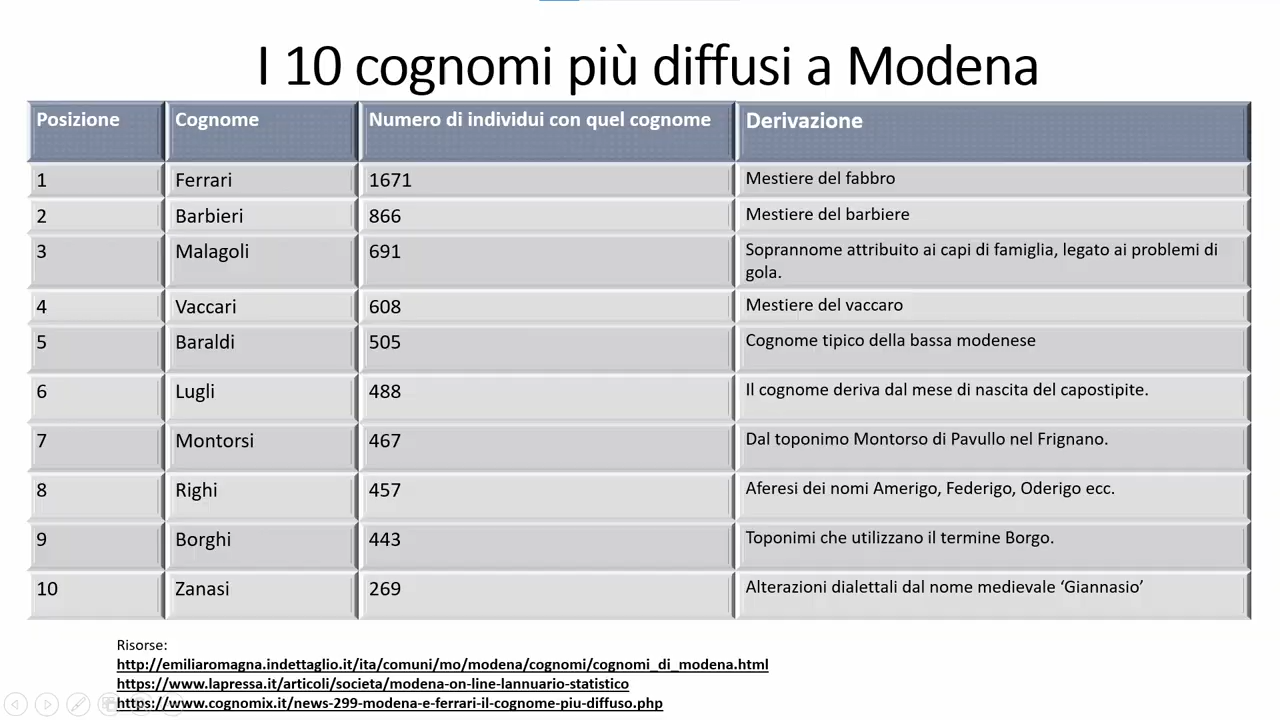 I 10 cognomi più diffusi a Modena
Posizione Cognome Numero di individui con quel cognome Derivazione
1 Ferrari 1671 Mestiere del fabbro
2 Barbieri 866 Mestiere del barbiere
3 Malagoli 691 Soprannome attribuito ai capi di famiglia, legato ai problemi di
gola.
4 Vaccari 608 Mestiere del vaccaro
5 Baraldi 505 Cognome tipico della bassa modenese
6 Lugli 488 Il cognome deriva dal mese di nascita del capostipite.
7 Montorsi 467 Dal toponimo Montorso di Pavullo nel Frignano.
8 Righi 457 Aferesi dei nomi Amerigo, Federigo, Oderigo ecc.
9 Borghi 443 Toponimi che utilizzano il termine Borgo.
10 Zanasi 269 Alterazioni dialettali dal nome medievale ‘Giannasio’
Risorse:
http://emiliaromagna.indettaglio.it/ita/comuni/mo/modena/cognomi/cognomi_di_modena.html
https://www.lapressa.it/articoli/societa/modena-on-line-lannuario-statistico
https://www.cognomix.it/news-299-modena-e-ferrari-il-cognome-piu-diffuso.php